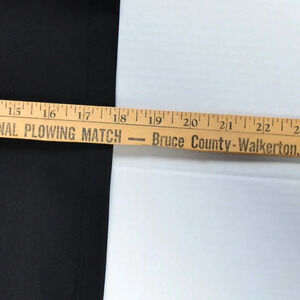 15 16 17 18 19 20 21 22
NAL PLOWING MATCH — Bruce County-Walkerton,